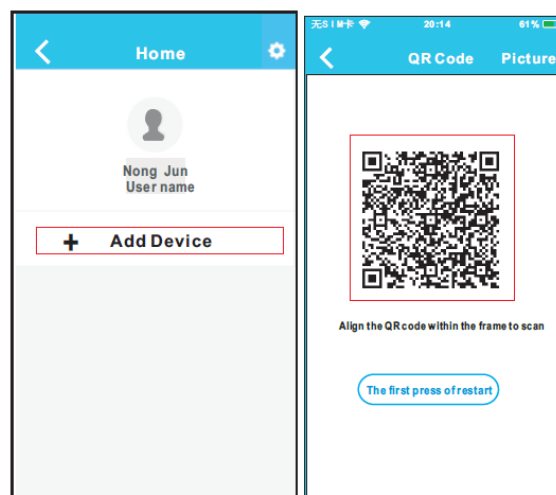 Home
Nong Jun
User name
+ Add Device
无SIM卡 20:14 61%
QR Code Picture
Align the QR code within the frame to scan
The first press of restart